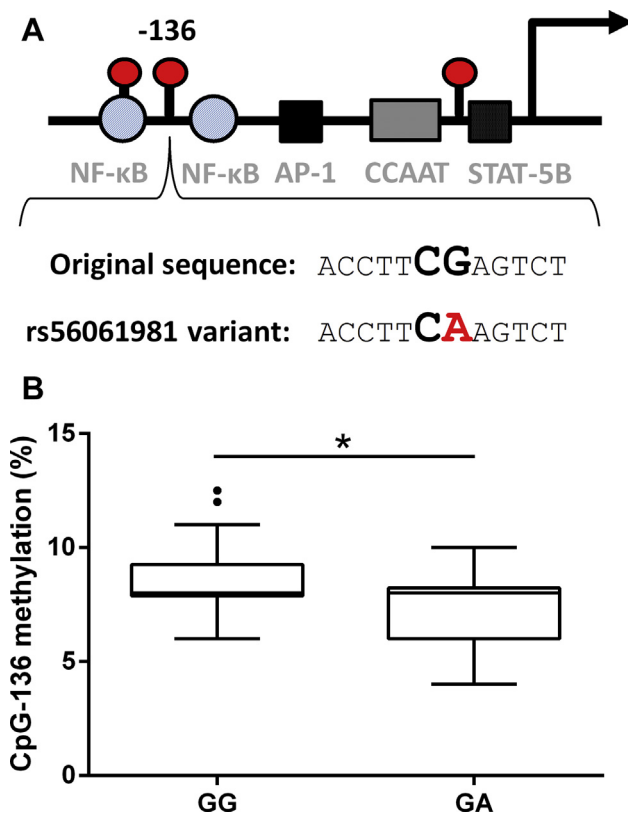 A
-136
NF-κB NF-κB AP-1 CCAAT STAT-5B
Original sequence: ACCTTCGAGTCT
rs56061981 variant: ACCTTCAAGTCT
B
CpG-136 methylation (%)
15
*
10
5
0
GG GA